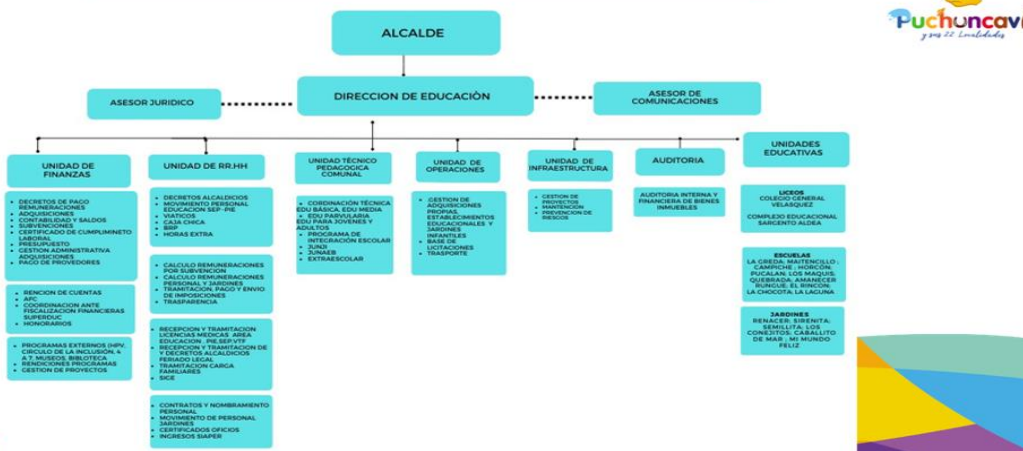 Puchuncaví
y sus 22 Localidades
ALCALDE
DIRECCION DE EDUCACIÒN
ASESOR JURIDICO
ASESOR DE
COMUNICACIONES
UNIDAD DE
FINANZAS
DECRETOS DE PAGO
REMUNERACIONES
ADQUISICIONES
CONTABILIDAD Y SALDOS
SUBVENCIONES
CERTIFICADO DE CUMPLIMINETO
LABORAL
PRESUPUESTO
GESTION ADMINISTRATIVA
ADQUISICIONES
PAGO DE PROVEDORES
RENCION DE CUENTAS
AFC
COORDINACION ANTE
FISCALIZACION FINANCIERAS
SUPERDUC
HONORARIOS
PROGRAMAS EXTERNOS (HPV,
CIRCULO DE LA INCLUSIÓN, 4
A 7, MUSEOS, BIBLOTECA
RENDICIONES PROGRAMAS
GESTION DE PROYECTOS
UNIDAD DE RR.HH
DECRETOS ALCALDICIOS
MOVIMIENTO PERSONAL
EDUCACION SEP -PIE
VIATICOS
CAJA CHICA
BRP
HORAS EXTRA
CALCULO REMUNERACIONES
POR SUBVENCION
CALCULO REMUNERACIONES
PERSONAL Y JARDINES
TRAMITACION, PAGO Y ENVIO
DE IMPOSICIONES
TRASPARENCIA
RECEPCION Y TRAMITACION
LICENCIAS MEDICAS AREA
EDUCACION , PIE,SEP,VTF
RECEPCION Y TRAMITACION DE
Y DECRETOS ALCALDICIOS
FERIADO LEGAL
TRAMITACION CARGA
FAMILIARES
SIGE
CONTRATOS Y NOMBRAMIENTO
PERSONAL
MOVIMIENTO DE PERSONAL
JARDINES
CERTIFICADOS OFICIOS
INGRESOS SIAPER
UNIDAD TÉCNICO
PEDAGOGICA
COMUNAL
CORDINACIÓN TÉCNICA
EDU BÁSICA, EDU MEDIA
EDU PARVULARIA
EDU PARA JOVENES Y
ADULTOS
PROGRAMA DE
INTEGRACIÓN ESCOLAR
JUNJI
JUNAEB
EXTRAESCOLAR
UNIDAD DE
OPERACIONES
.GESTION DE
ADQUISICIONES
PROPIAS,
ESTABLECIMIENTOS
EDUCACIONALES Y
JARDINES
INFANTILES
BASE DE
LICITACIONES
TRASPORTE
UNIDAD DE
INFRAESTRUCTURA
GESTION DE
PROYECTOS
MANTENCION
PREVENCION DE
RIESGOS
AUDITORIA
AUDITORIA INTERNA Y
FINANCIERA DE BIENES
INMUEBLES
UNIDADES
EDUCATIVAS
LICEOS
COLEGIO GENERAL
VELASQUEZ
COMPLEJO EDUCACIONAL
SARGENTO ALDEA
ESCUELAS
LA GREDA; MAITENCILLO ;
CAMPICHE ; HORCÓN;
PUCALAN; LOS MAQUIS;
QUEBRADA; AMANECER
RUNGUE; EL RINCON;
LA CHOCOTA; LA LAGUNA
JARDINES
RENACER; SIRENITA;
SEMILLITA; LOS
CONEJITOS; CABALLITO
DE MAR ; MI MUNDO
FELIZ